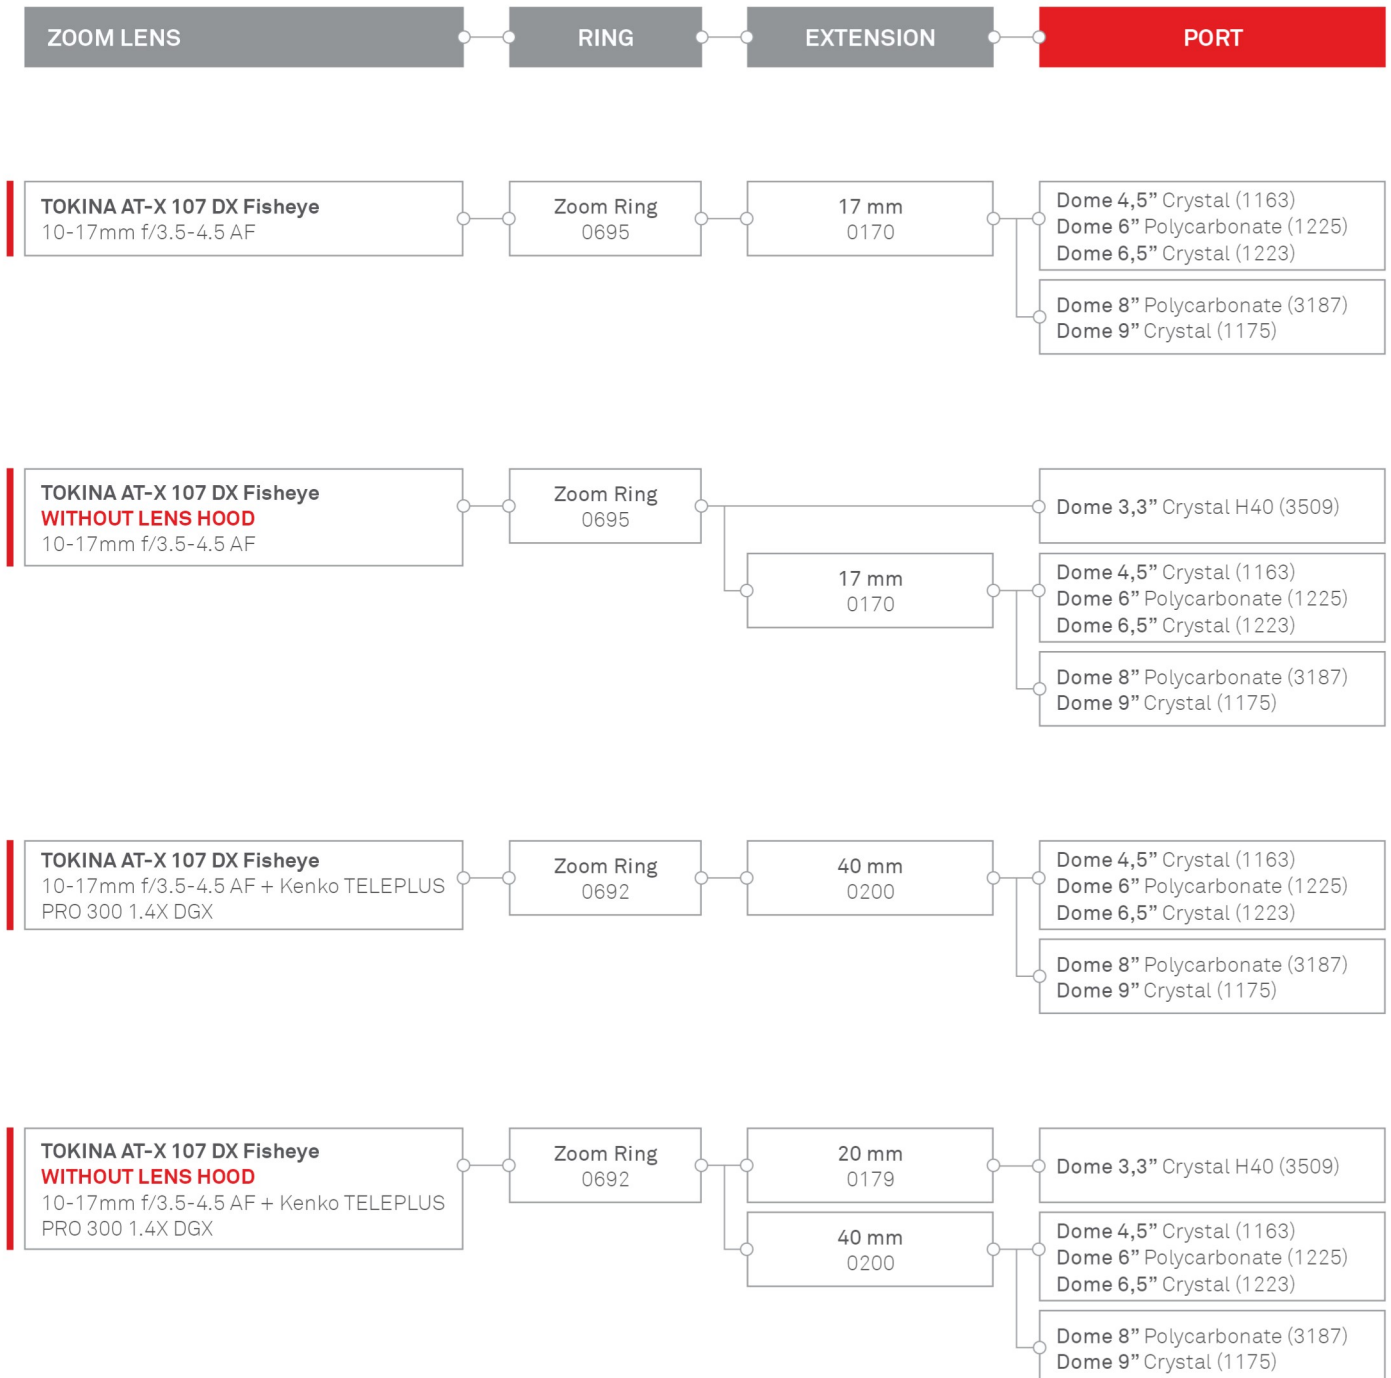 ZOOM LENS
RING
EXTENSION
PORT
TOKINA AT-X 107 DX Fisheye
10-17mm f/3.5-4.5 AF
Zoom Ring
0695
17 mm
0170
Dome 4,5” Crystal (1163)
Dome 6” Polycarbonate (1225)
Dome 6,5” Crystal (1223)
Dome 8” Polycarbonate (3187)
Dome 9” Crystal (1175)
TOKINA AT-X 107 DX Fisheye
WITHOUT LENS HOOD
10-17mm f/3.5-4.5 AF
Zoom Ring
0695
Dome 3,3” Crystal H40 (3509)
17 mm
0170
Dome 4,5” Crystal (1163)
Dome 6” Polycarbonate (1225)
Dome 6,5” Crystal (1223)
Dome 8” Polycarbonate (3187)
Dome 9” Crystal (1175)
TOKINA AT-X 107 DX Fisheye
10-17mm f/3.5-4.5 AF + Kenko TELEPLUS
PRO 300 1.4X DGX
Zoom Ring
0692
40 mm
0200
Dome 4,5” Crystal (1163)
Dome 6” Polycarbonate (1225)
Dome 6,5” Crystal (1223)
Dome 8” Polycarbonate (3187)
Dome 9” Crystal (1175)
TOKINA AT-X 107 DX Fisheye
WITHOUT LENS HOOD
10-17mm f/3.5-4.5 AF + Kenko TELEPLUS
PRO 300 1.4X DGX
Zoom Ring
0692
20 mm
0179
Dome 3,3” Crystal H40 (3509)
40 mm
0200
Dome 4,5” Crystal (1163)
Dome 6” Polycarbonate (1225)
Dome 6,5” Crystal (1223)
Dome 8” Polycarbonate (3187)
Dome 9” Crystal (1175)